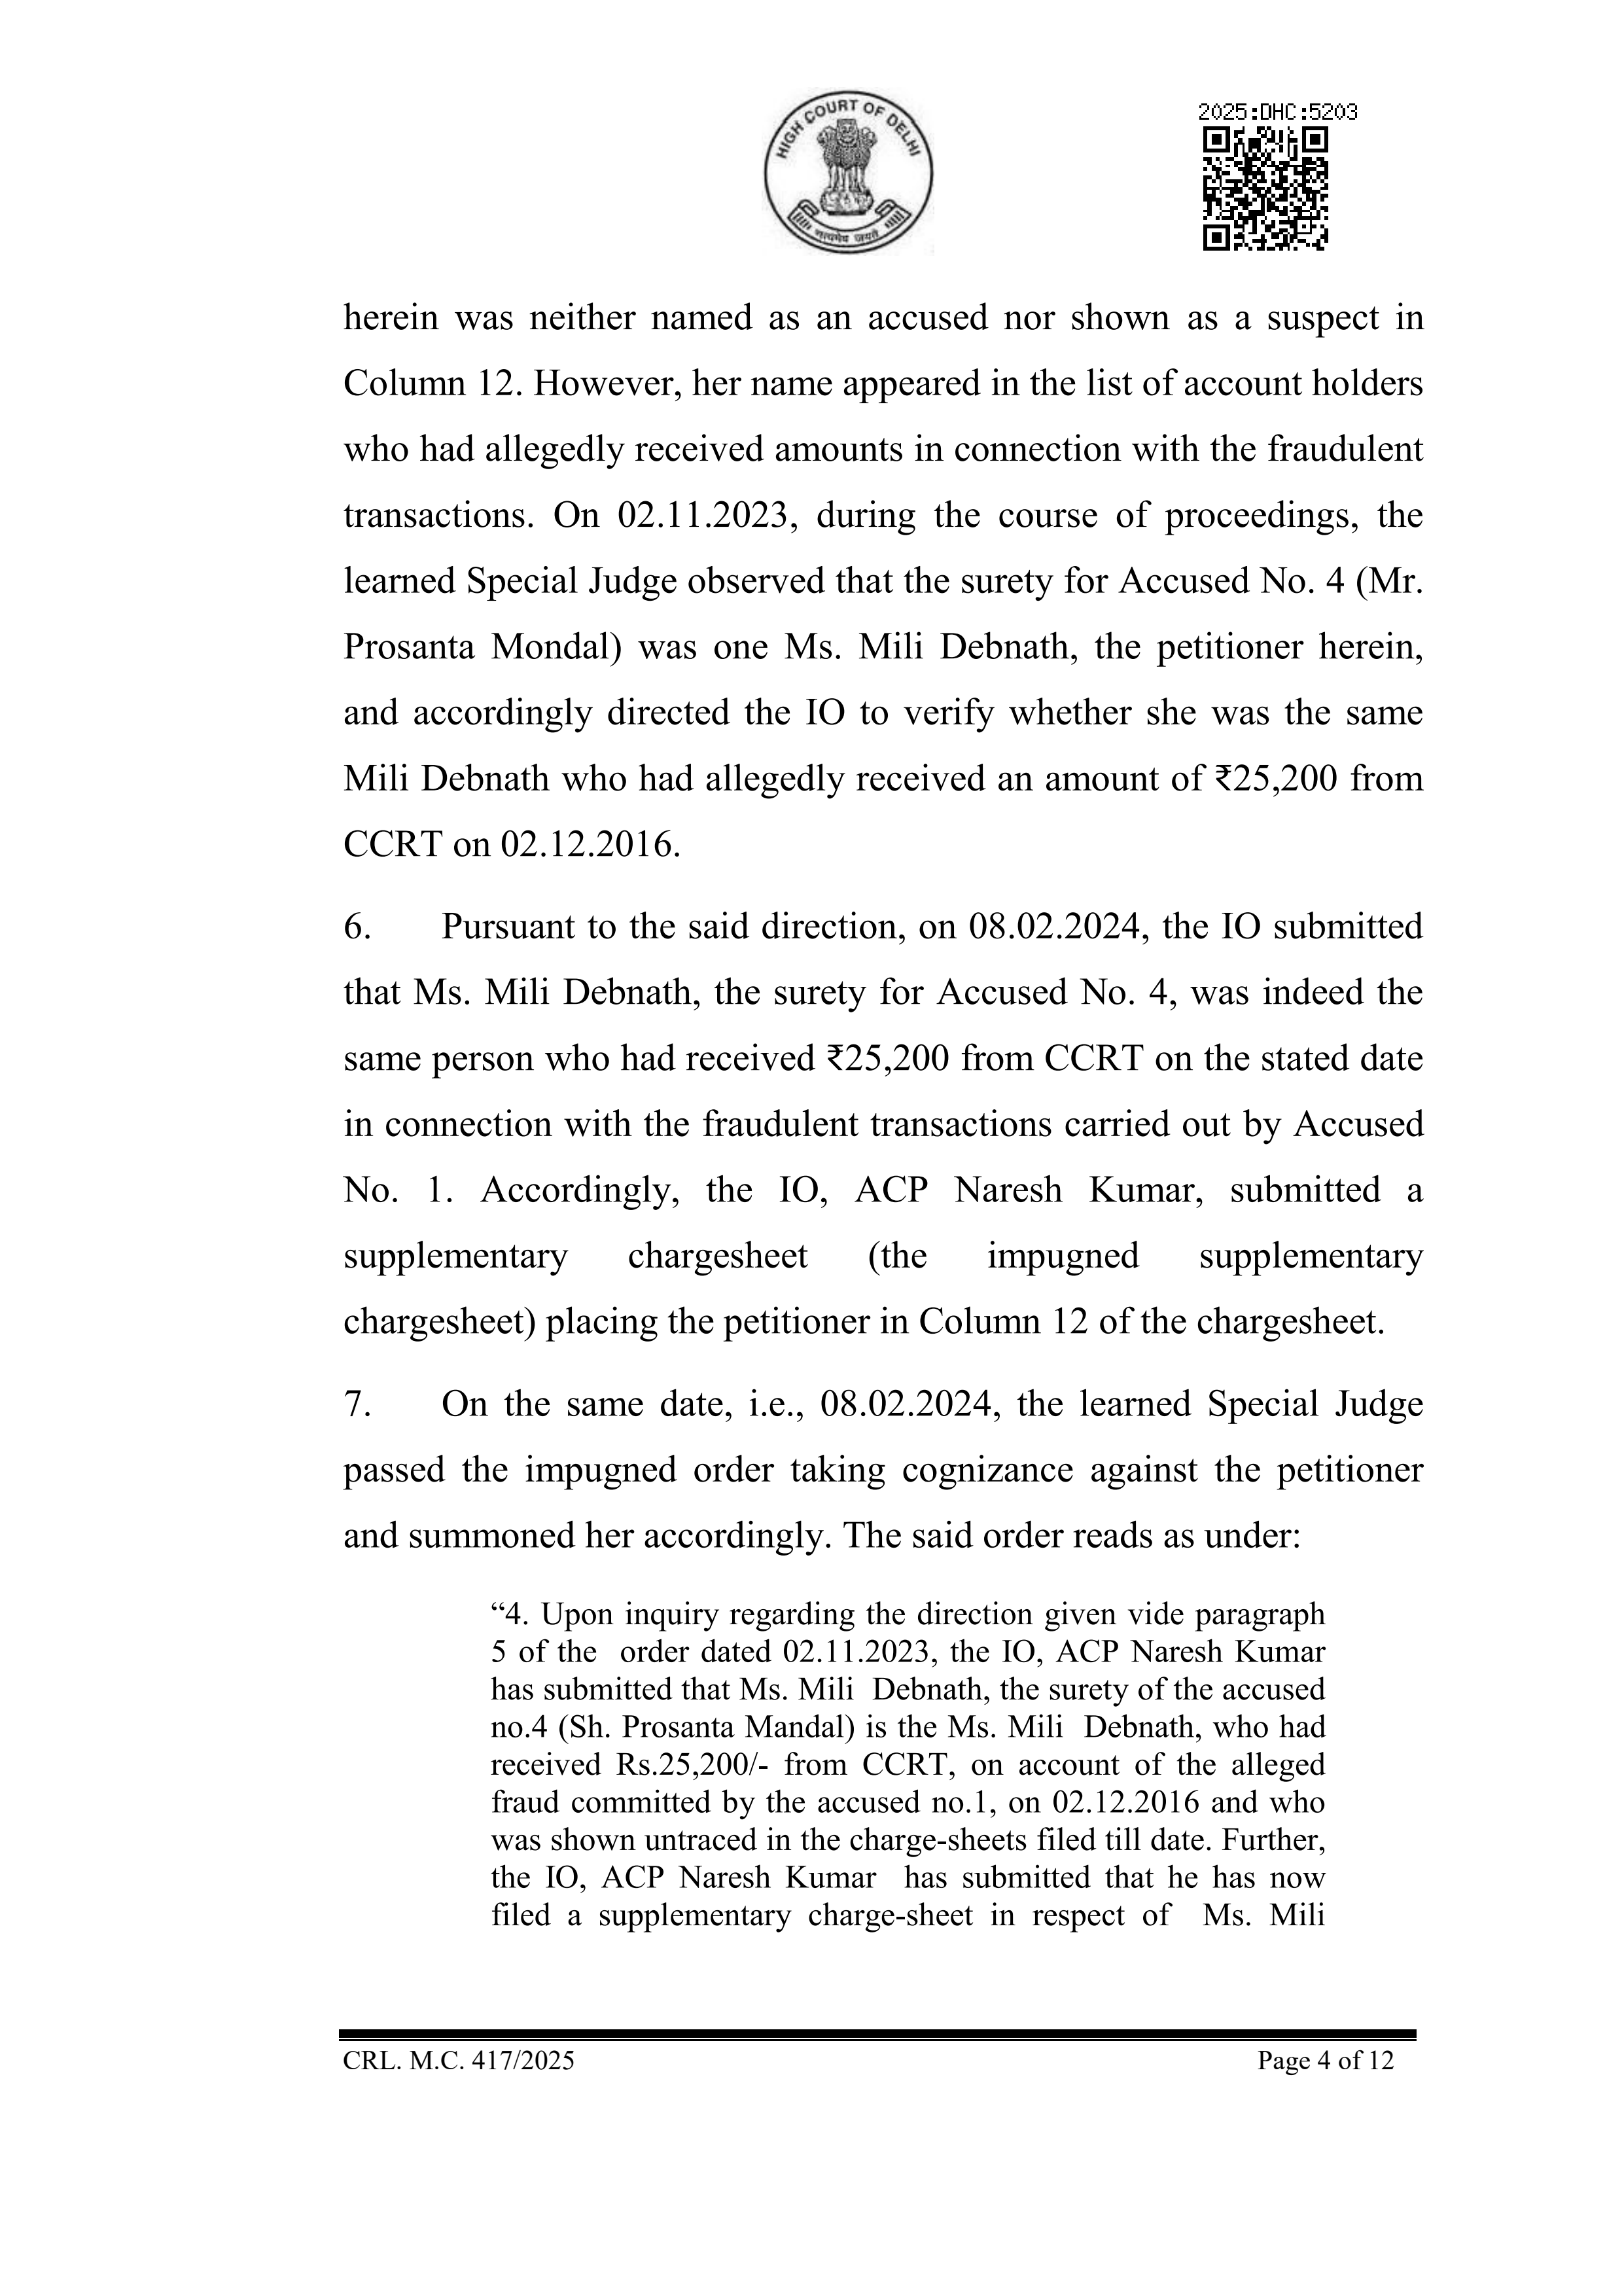 HIGH COURT OF DELHI
सत्यमेव जयते
2025:DHC:5203
herein was neither named as an accused nor shown as a suspect in
Column 12. However, her name appeared in the list of account holders
who had allegedly received amounts in connection with the fraudulent
transactions. On 02.11.2023, during the course of proceedings, the
learned Special Judge observed that the surety for Accused No. 4 (Mr.
Prosanta Mondal) was one Ms. Mili Debnath, the petitioner herein,
and accordingly directed the IO to verify whether she was the same
Mili Debnath who had allegedly received an amount of ₹25,200 from
CCRT on 02.12.2016.
6. Pursuant to the said direction, on 08.02.2024, the IO submitted
that Ms. Mili Debnath, the surety for Accused No. 4, was indeed the
same person who had received ₹25,200 from CCRT on the stated date
in connection with the fraudulent transactions carried out by Accused
No. 1. Accordingly, the IO, ACP Naresh Kumar, submitted a
supplementary chargesheet (the impugned supplementary
chargesheet) placing the petitioner in Column 12 of the chargesheet.
7. On the same date, i.e., 08.02.2024, the learned Special Judge
passed the impugned order taking cognizance against the petitioner
and summoned her accordingly. The said order reads as under:
“4. Upon inquiry regarding the direction given vide paragraph
5 of the order dated 02.11.2023, the IO, ACP Naresh Kumar
has submitted that Ms. Mili Debnath, the surety of the accused
no.4 (Sh. Prosanta Mandal) is the Ms. Mili Debnath, who had
received Rs.25,200/- from CCRT, on account of the alleged
fraud committed by the accused no.1, on 02.12.2016 and who
was shown untraced in the charge-sheets filed till date. Further,
the IO, ACP Naresh Kumar has submitted that he has now
filed a supplementary charge-sheet in respect of Ms. Mili
CRL. M.C. 417/2025 Page 4 of 12